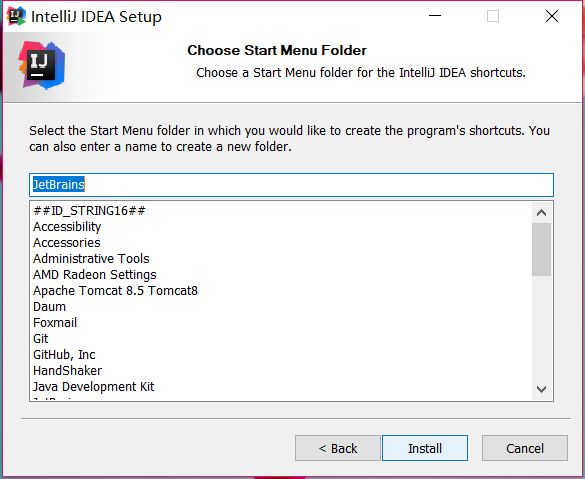 IntelliJ IDEA Setup
IJ
Choose Start Menu Folder
Choose a Start Menu folder for the IntelliJ IDEA shortcuts.
Select the Start Menu folder in which you would like to create the program's shortcuts. You
can also enter a name to create a new folder.
JetBrains
##ID_STRING16##
Accessibility
Accessories
Administrative Tools
AMD Radeon Settings
Apache Tomcat 8.5 Tomcat8
Daum
Foxmail
Git
GitHub, Inc
HandShaker
Java Development Kit
< Back
Install
Cancel